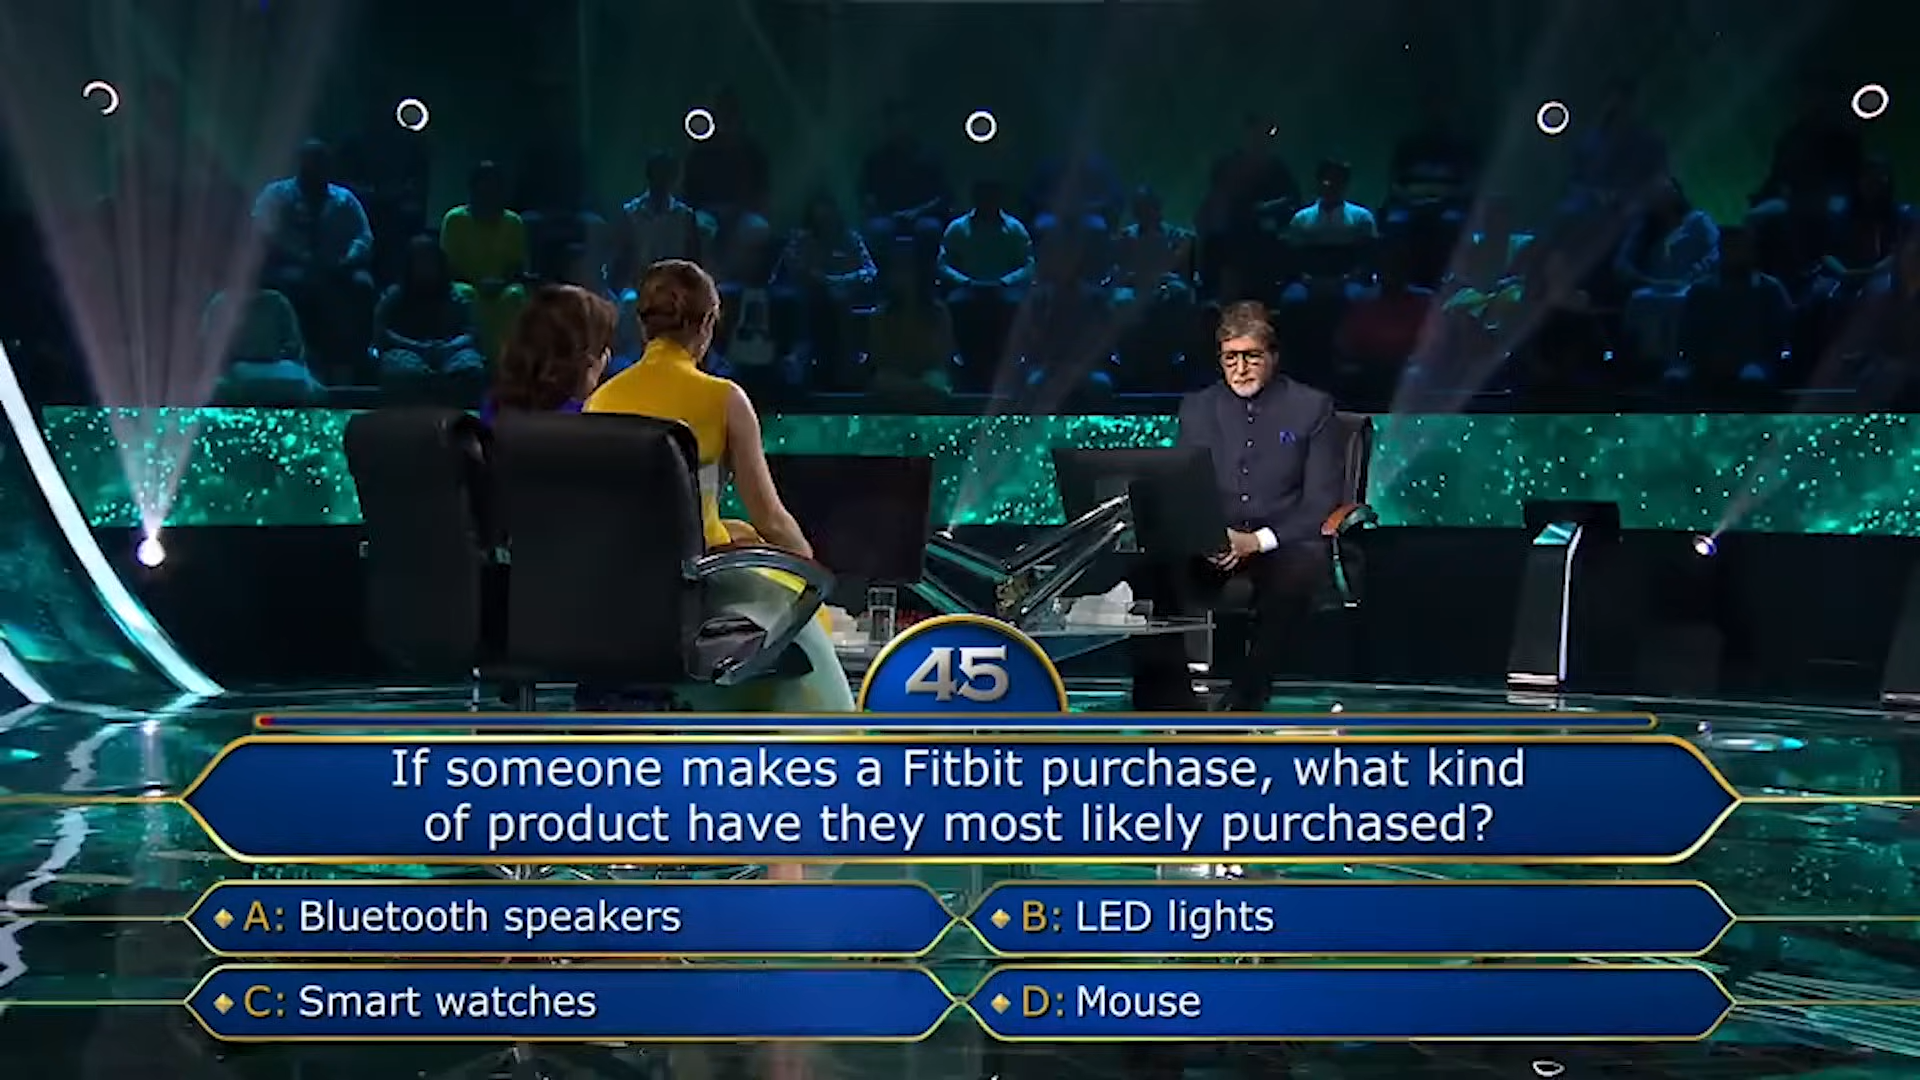 45
If someone makes a Fitbit purchase, what kind
of product have they most likely purchased?
A: Bluetooth speakers
B: LED lights
C: Smart watches
D: Mouse